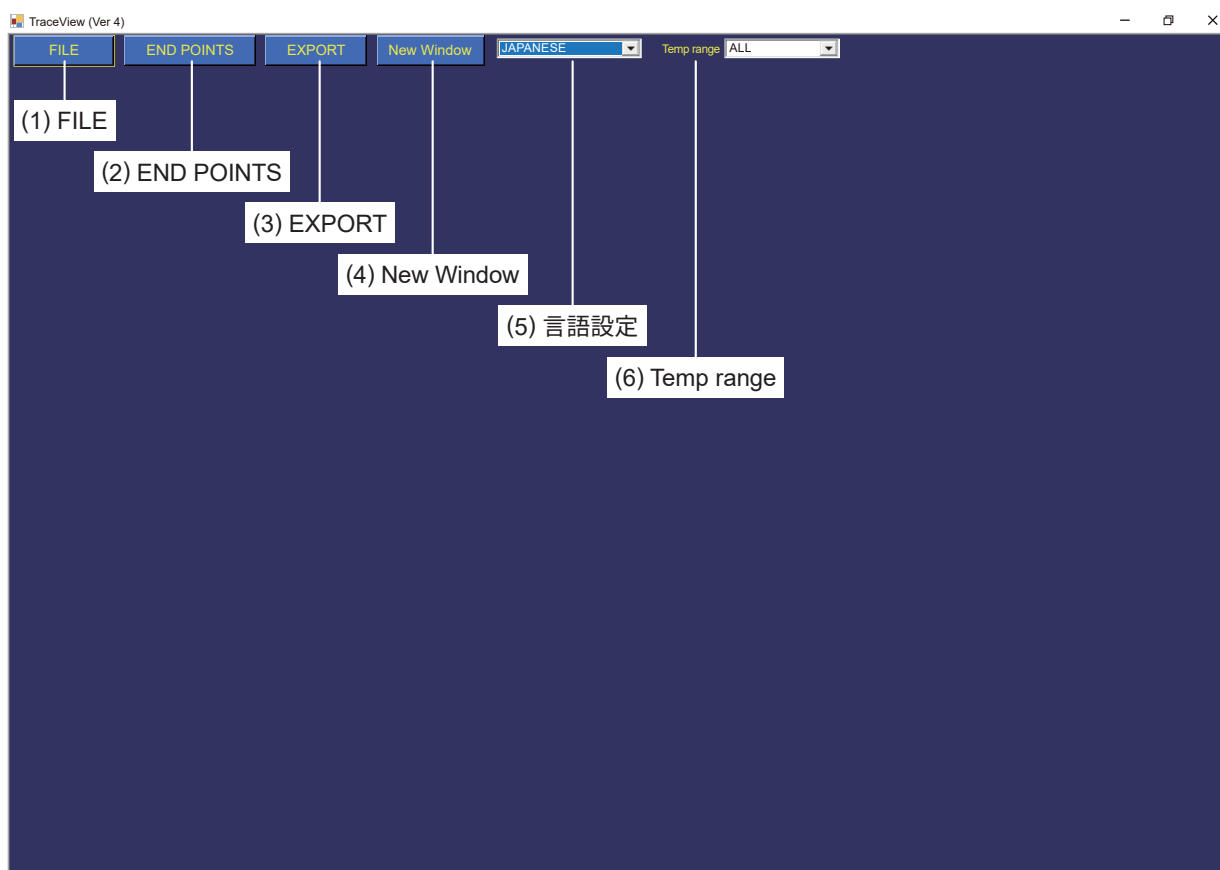 TraceView (Ver 4)
FILE END POINTS EXPORT New Window JAPANESE Temp range ALL
(1) FILE
(2) END POINTS
(3) EXPORT
(4) New Window
(5) 言語設定
(6) Temp range